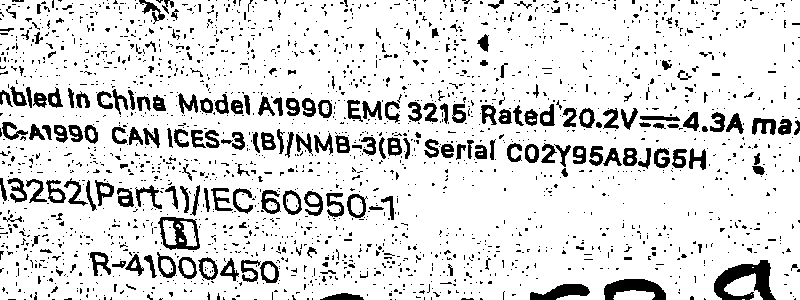 mbled in China Model A1990 EMC 3215 Rated 20.2V⎓4.3A max
C-A1990 CAN ICES-3 (B)/NMB-3(B) Serial C02Y95A8JG5H
13252(Part1)/IEC 60950-1
R-41000450